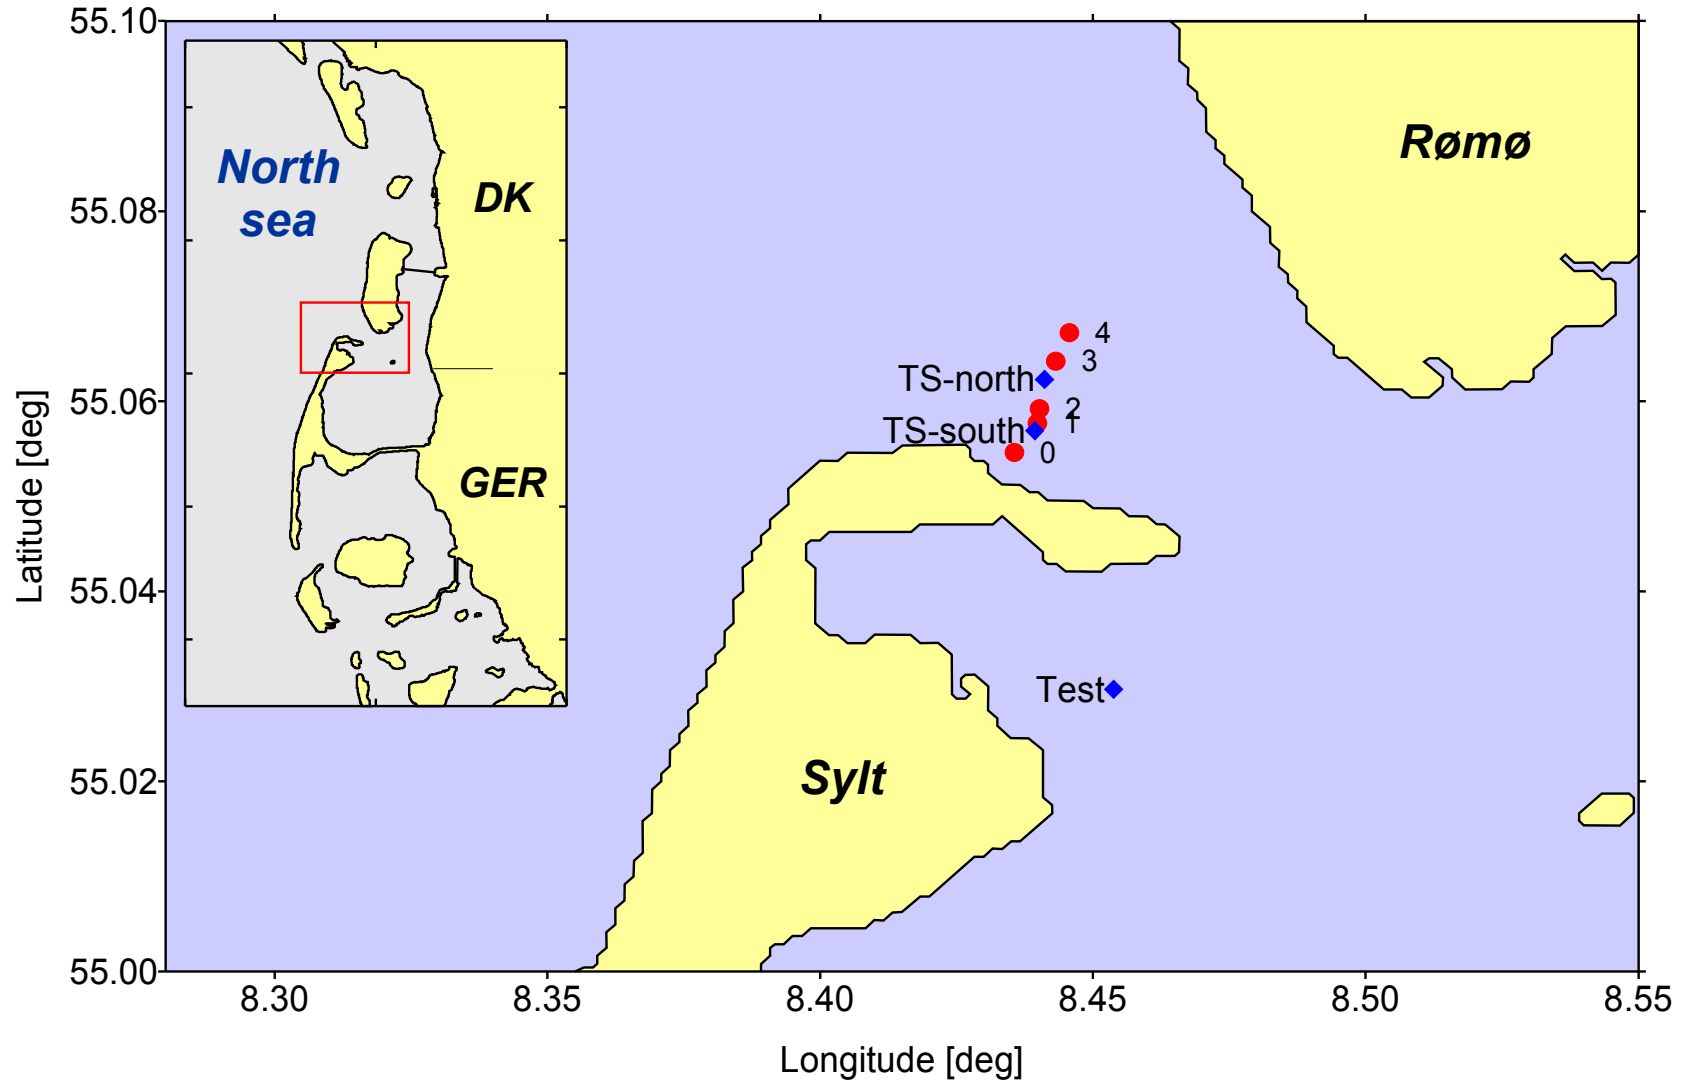 55.10
55.08
55.06
55.04
55.02
55.00
Latitude [deg]
North
sea
DK
GER
Rømø
4
3
TS-north
2
1
TS-south
0
Test
Sylt
8.30
8.35
8.40
8.45
8.50
8.55
Longitude [deg]